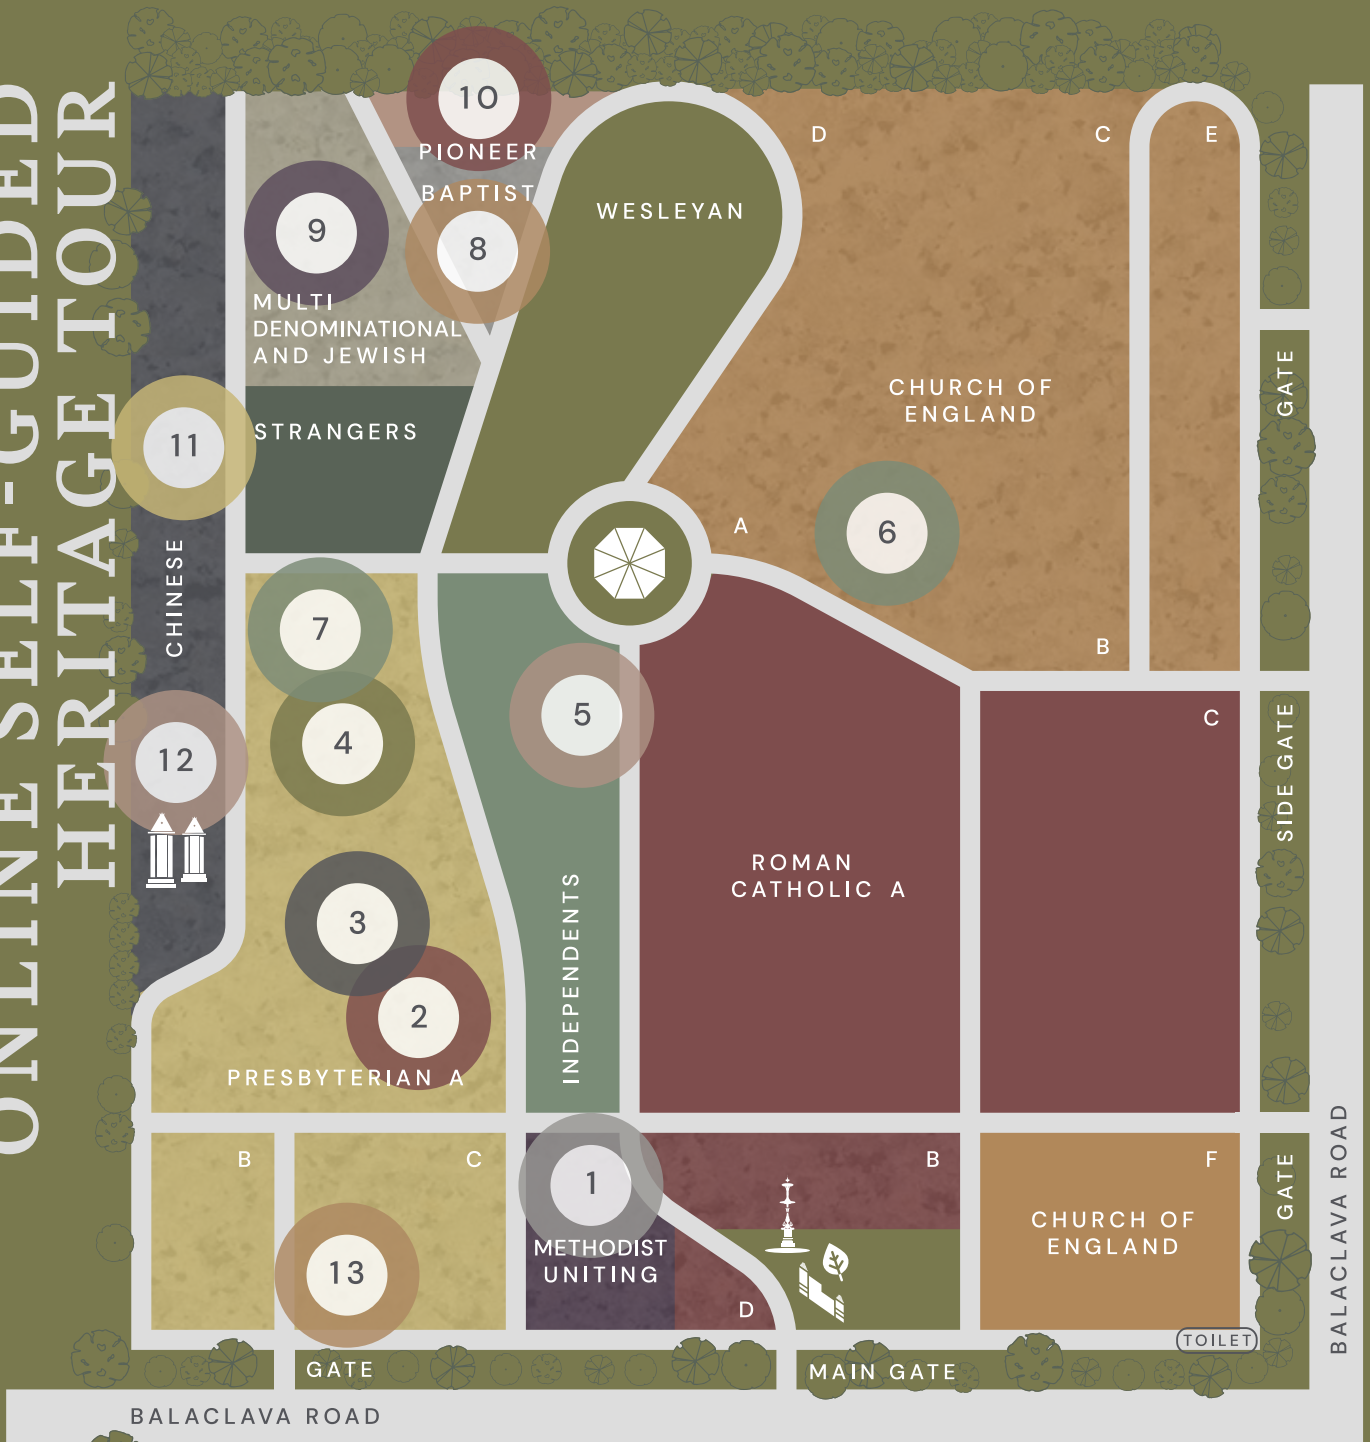 ONLINE SELF-GUIDED
HERITAGE TOUR
10
PIONEER
BAPTIST
8
9
MULTI
DENOMINATIONAL
AND JEWISH
WESLEYAN
D
C
E
CHURCH OF
ENGLAND
GATE
11
STRANGERS
CHINESE
A
6
B
7
4
5
12
3
2
PRESBYTERIAN A
INDEPENDENTS
ROMAN
CATHOLIC A
C
SIDE GATE
B
C
13
1
METHODIST
UNITING
B
D
F
CHURCH OF
ENGLAND
GATE
BALACLAVA ROAD
TOILET
GATE
MAIN GATE
BALACLAVA ROAD